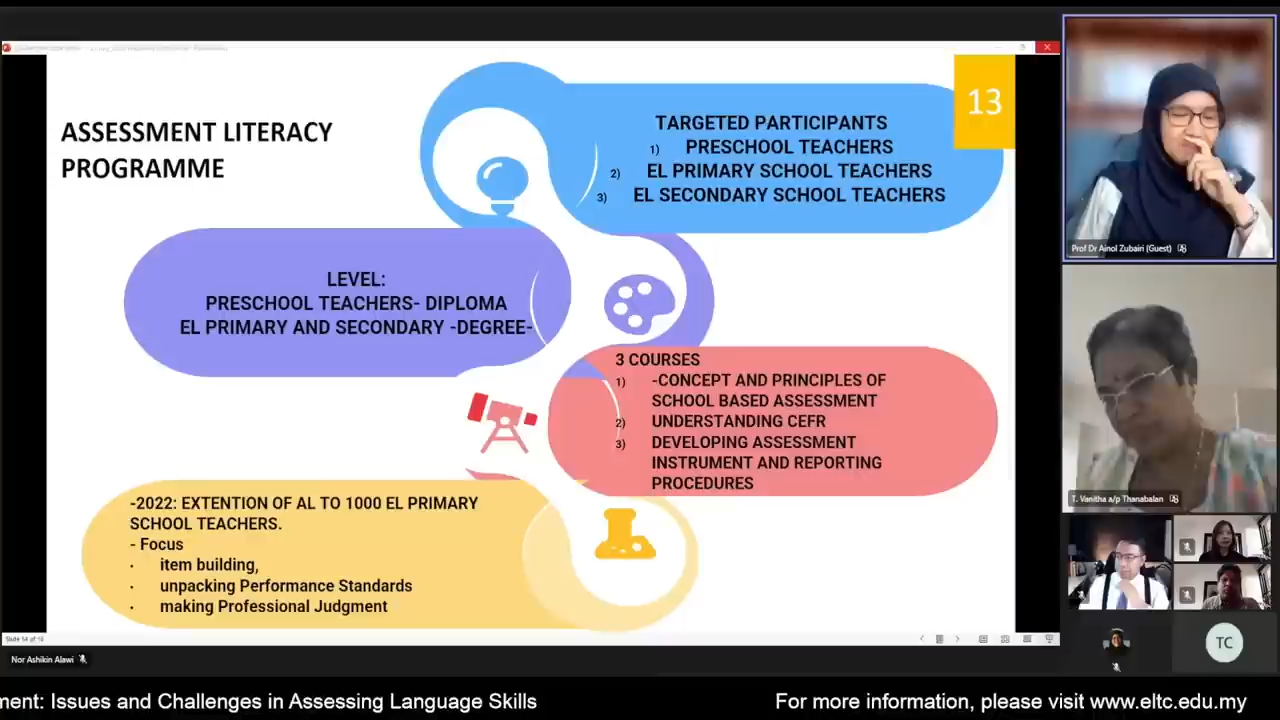 ASSESSMENT LITERACY
PROGRAMME
13
TARGETED PARTICIPANTS
1) PRESCHOOL TEACHERS
2) EL PRIMARY SCHOOL TEACHERS
3) EL SECONDARY SCHOOL TEACHERS
LEVEL:
PRESCHOOL TEACHERS- DIPLOMA
EL PRIMARY AND SECONDARY -DEGREE-
3 COURSES
1) -CONCEPT AND PRINCIPLES OF
SCHOOL BASED ASSESSMENT
2) UNDERSTANDING CEFR
3) DEVELOPING ASSESSMENT
INSTRUMENT AND REPORTING
PROCEDURES
-2022: EXTENTION OF AL TO 1000 EL PRIMARY
SCHOOL TEACHERS.
- Focus
· item building,
· unpacking Performance Standards
· making Professional Judgment
Slide 14 of 16
Nor Ashikin Alawi
Prof Dr Ainol Zubairi (Guest)
T. Vanitha a/p Thanabalan
TC
ment: Issues and Challenges in Assessing Language Skills
For more information, please visit www.eltc.edu.my